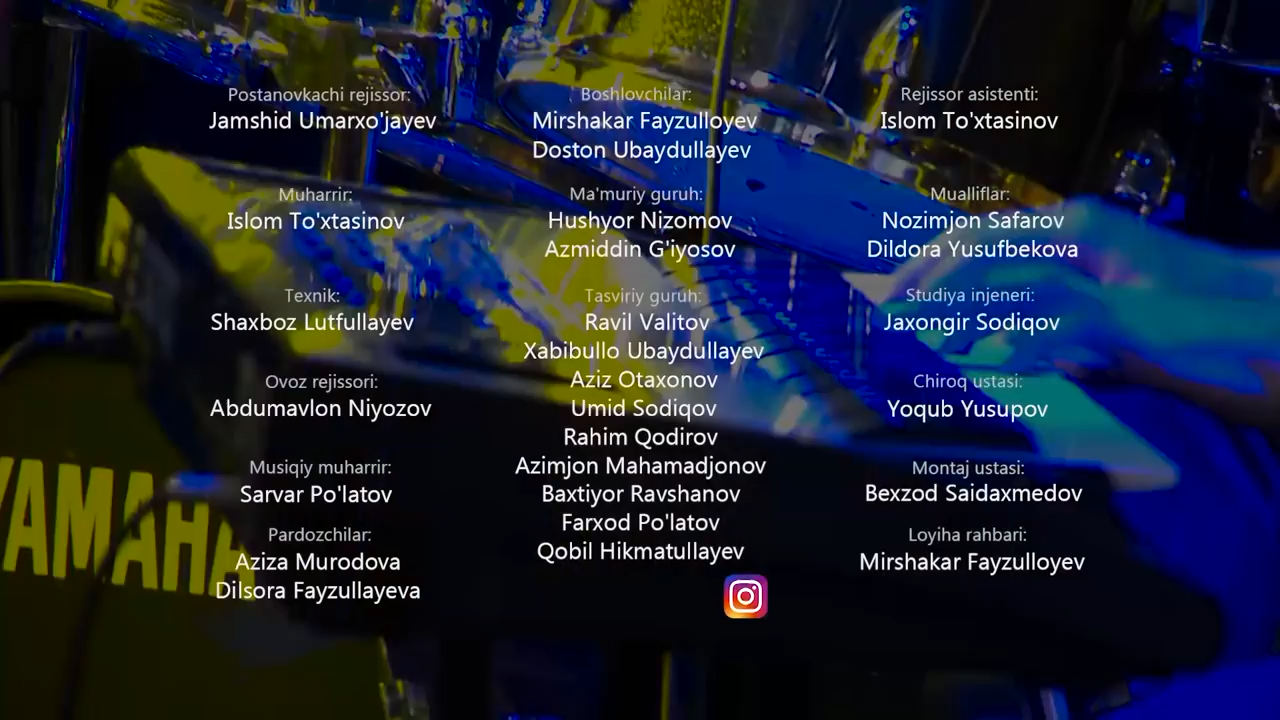 Postanovkachi rejissor:
Jamshid Umarxo'jayev
Muharrir:
Islom To'xtasinov
Texnik:
Shaxboz Lutfullayev
Ovoz rejissori:
Abdumavlon Niyozov
Musiqiy muharrir:
Sarvar Po'latov
Pardozchilar:
Aziza Murodova
Dilsora Fayzullayeva
Boshlovchilar:
Mirshakar Fayzulloyev
Doston Ubaydullayev
Ma'muriy guruh:
Hushyor Nizomov
Azmiddin G'iyosov
Tasviriy guruh:
Ravil Valitov
Xabibullo Ubaydullayev
Aziz Otaxonov
Umid Sodiqov
Rahim Qodirov
Azimjon Mahamadjonov
Baxtiyor Ravshanov
Farxod Po'latov
Qobil Hikmatullayev
Rejissor asistenti:
Islom To'xtasinov
Mualliflar:
Nozimjon Safarov
Dildora Yusufbekova
Studiya injeneri:
Jaxongir Sodiqov
Chiroq ustasi:
Yoqub Yusupov
Montaj ustasi:
Bexzod Saidaxmedov
Loyiha rahbari:
Mirshakar Fayzulloyev
YAMAHA